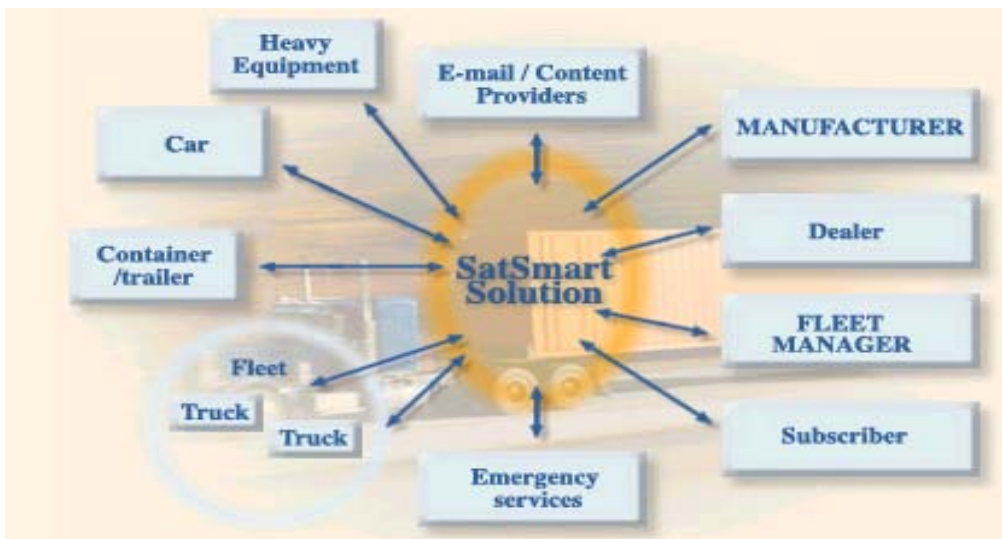 Heavy
Equipment
E-mail / Content
Providers
MANUFACTURER
Car
Dealer
Container
/trailer
SatSmart
Solution
FLEET
MANAGER
Fleet
Truck
Truck
Subscriber
Emergency
services